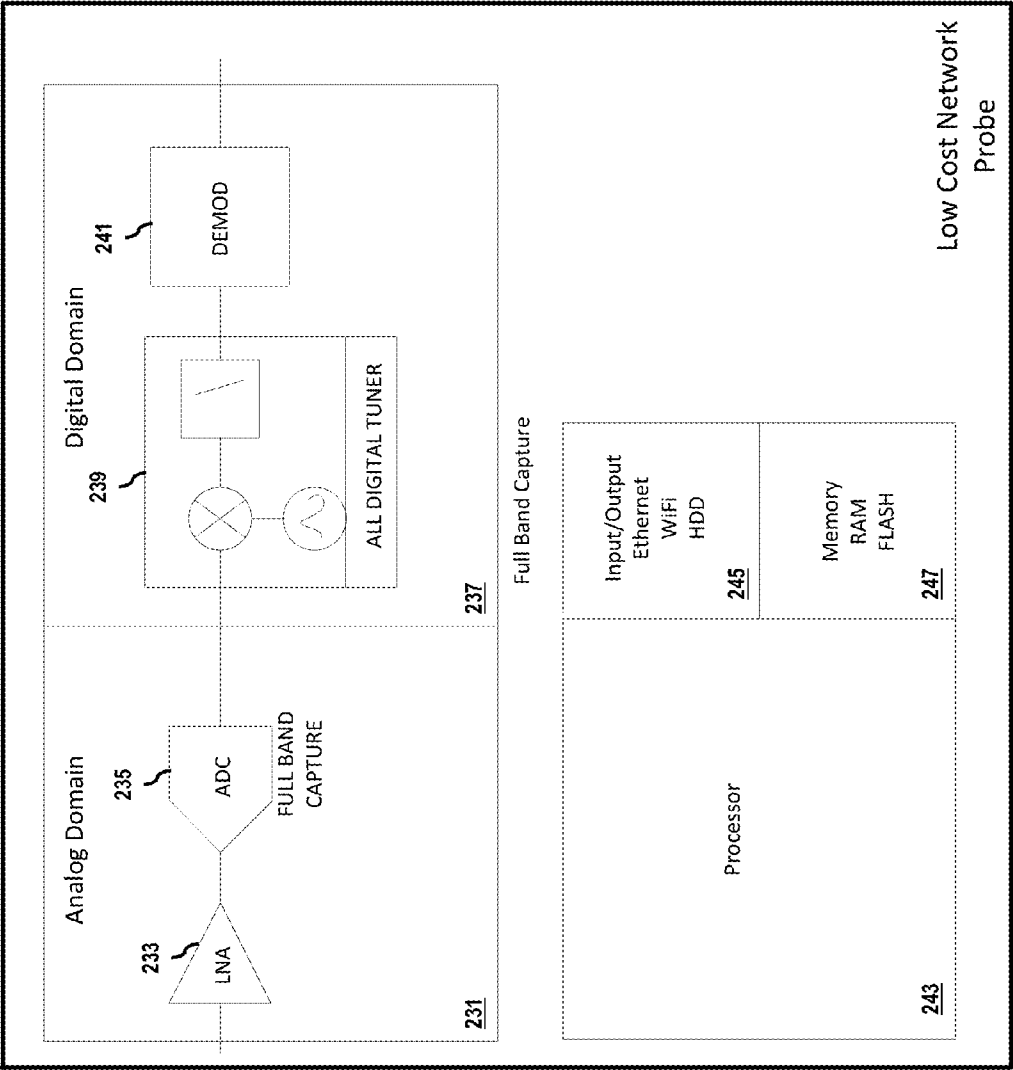 Analog Domain
Digital Domain
233
LNA
235
ADC
FULL BAND
CAPTURE
231
239
ALL DIGITAL TUNER
241
DEMOD
237
Full Band Capture
Processor
243
Input/Output
Ethernet
WiFi
HDD
245
Memory
RAM
FLASH
247
Low Cost Network
Probe